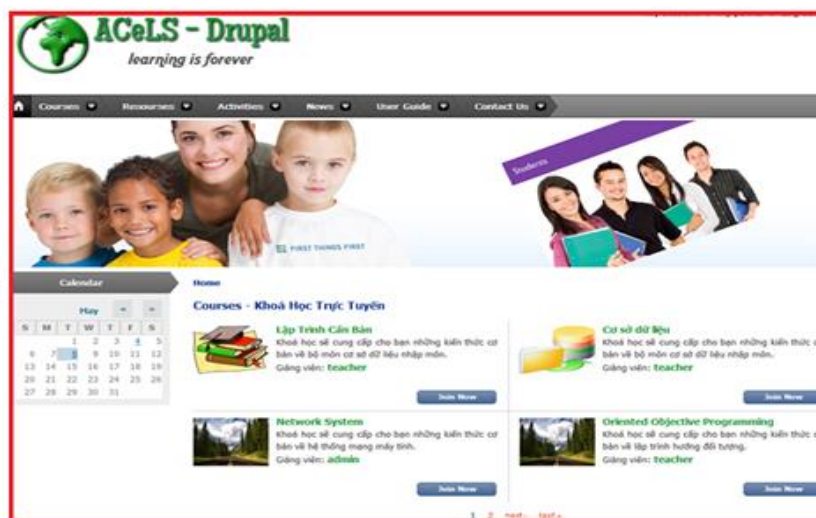 ACeLS - Drupal
learning is forever
Courses
Resourses
Activities
News
User Guide
Contact Us
Students
FIRST THINGS FIRST
Calendar
May
S M T W T F S
1 2 3 4 5
6 7 8 9 10 11 12
13 14 15 16 17 18 19
20 21 22 23 24 25 26
27 28 29 30 31
Home
Courses - Khoá Học Trực Tuyến
Lập Trình Căn Bản
Khoá học sẽ cung cấp cho bạn những kiến thức cơ
bản về bộ môn cơ sở dữ liệu nhập môn.
Giảng viên: teacher
Join Now
Cơ sở dữ liệu
Khoá học sẽ cung cấp cho bạn những kiến thức
bản về bộ môn cơ sở dữ liệu nhập môn.
Giảng viên: teacher
Join Now
Network System
Khoá học sẽ cung cấp cho bạn những kiến thức cơ
bản về hệ thống mạng máy tính.
Giảng viên: admin
Join Now
Oriented Objective Programming
Khoá học sẽ cung cấp cho bạn những kiến thức
bản về lập trình hướng đối tượng.
Giảng viên: teacher
Join Now
1 2 next › last »